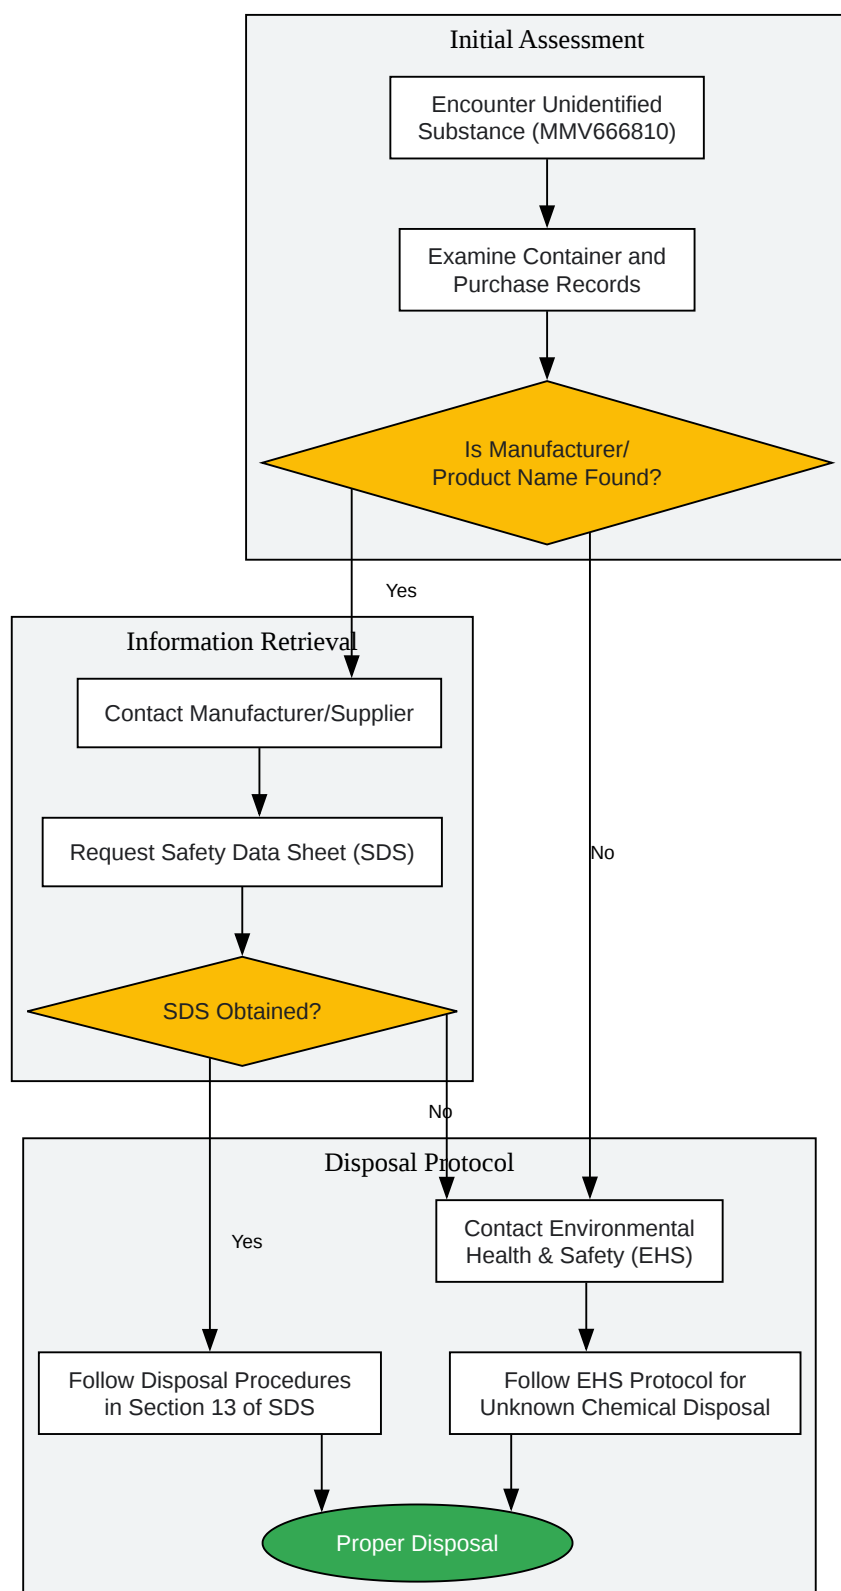 Initial Assessment
Encounter Unidentified
Substance (MMV666810)
Examine Container and
Purchase Records
Is Manufacturer/
Product Name Found?
Yes
Information Retrieval
Contact Manufacturer/Supplier
Request Safety Data Sheet (SDS)
No
SDS Obtained?
No
Disposal Protocol
Contact Environmental
Health & Safety (EHS)
Yes
Follow Disposal Procedures
in Section 13 of SDS
Follow EHS Protocol for
Unknown Chemical Disposal
Proper Disposal